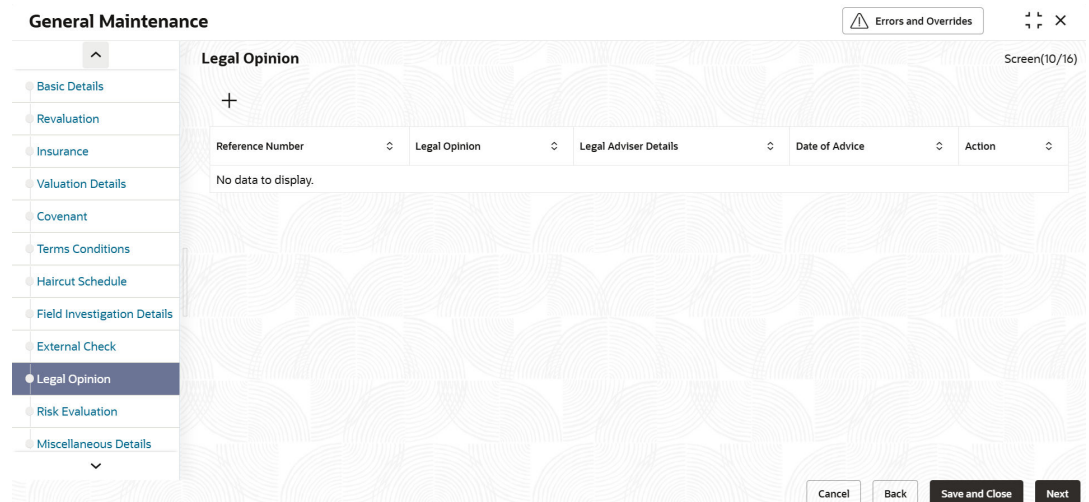 General Maintenance
Errors and Overrides
Legal Opinion
Screen(10/16)
Basic Details
Revaluation
Insurance
Valuation Details
Covenant
Terms Conditions
Haircut Schedule
Field Investigation Details
External Check
Legal Opinion
Risk Evaluation
Miscellaneous Details
Reference Number Legal Opinion Legal Adviser Details Date of Advice Action
No data to display.
Cancel Back Save and Close Next